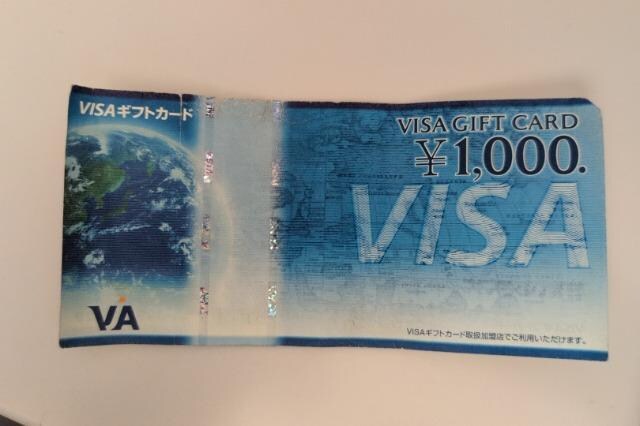 VISAギフトカード
VISA GIFT CARD
¥1,000.
VISA
VJA
VISAギフトカード取扱加盟店でご利用いただけます。